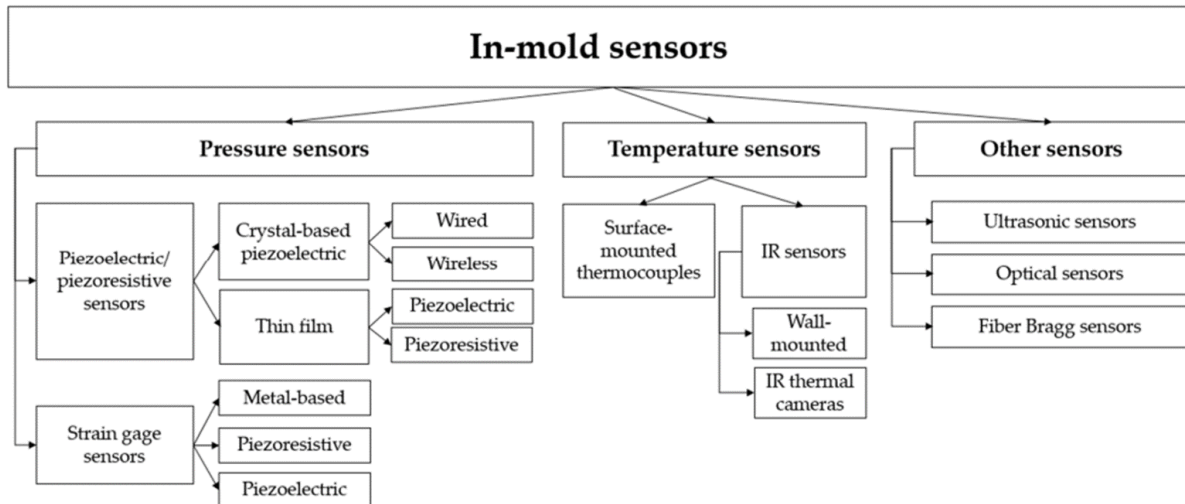 In-mold sensors
Pressure sensors
Temperature sensors
Other sensors
Piezoelectric/
piezoresistive
sensors
Crystal-based
piezoelectric
Wired
Wireless
Thin film
Piezoelectric
Piezoresistive
Strain gage
sensors
Metal-based
Piezoresistive
Piezoelectric
Surface-
mounted
thermocouples
IR sensors
Wall-
mounted
IR thermal
cameras
Ultrasonic sensors
Optical sensors
Fiber Bragg sensors